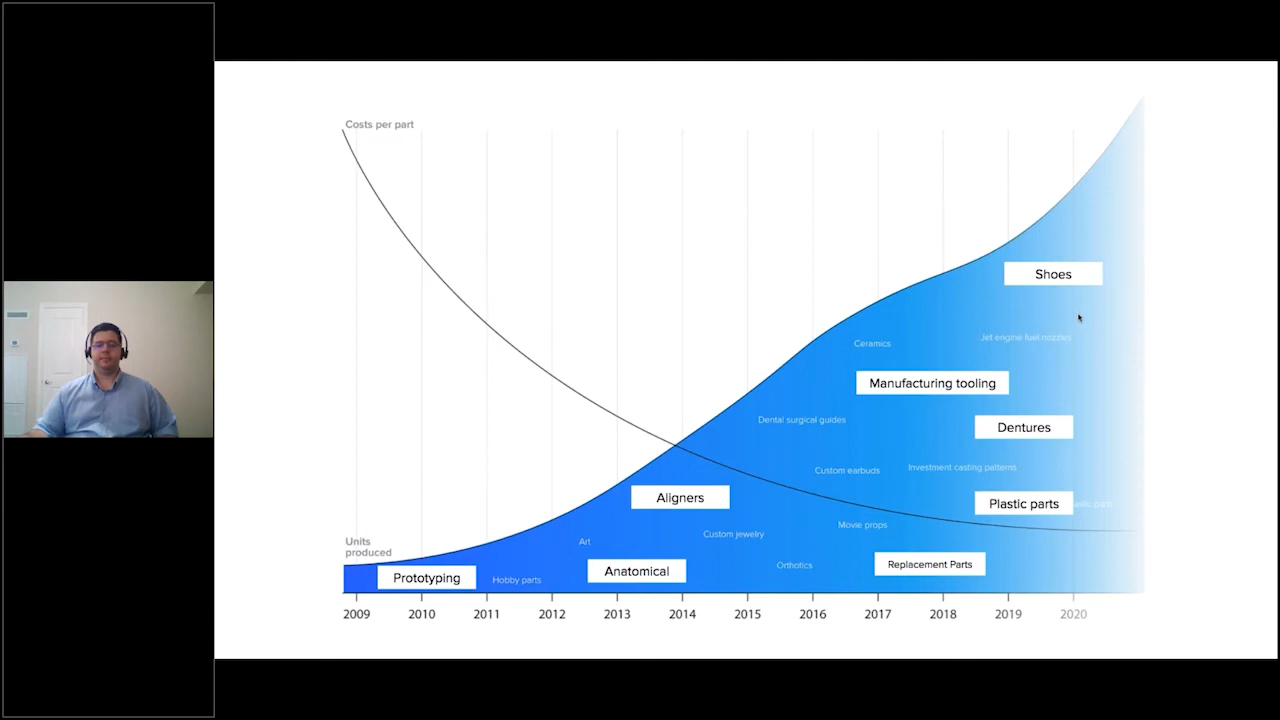 Costs per part
Shoes
Jet engine fuel nozzles
Ceramics
Manufacturing tooling
Dental surgical guides
Dentures
Custom earbuds
Investment casting patterns
Aligners
Plastic parts
Movie props
Custom jewelry
Art
Units
produced
Orthotics
Replacement Parts
Anatomical
Prototyping
Hobby parts
2009 2010 2011 2012 2013 2014 2015 2016 2017 2018 2019 2020